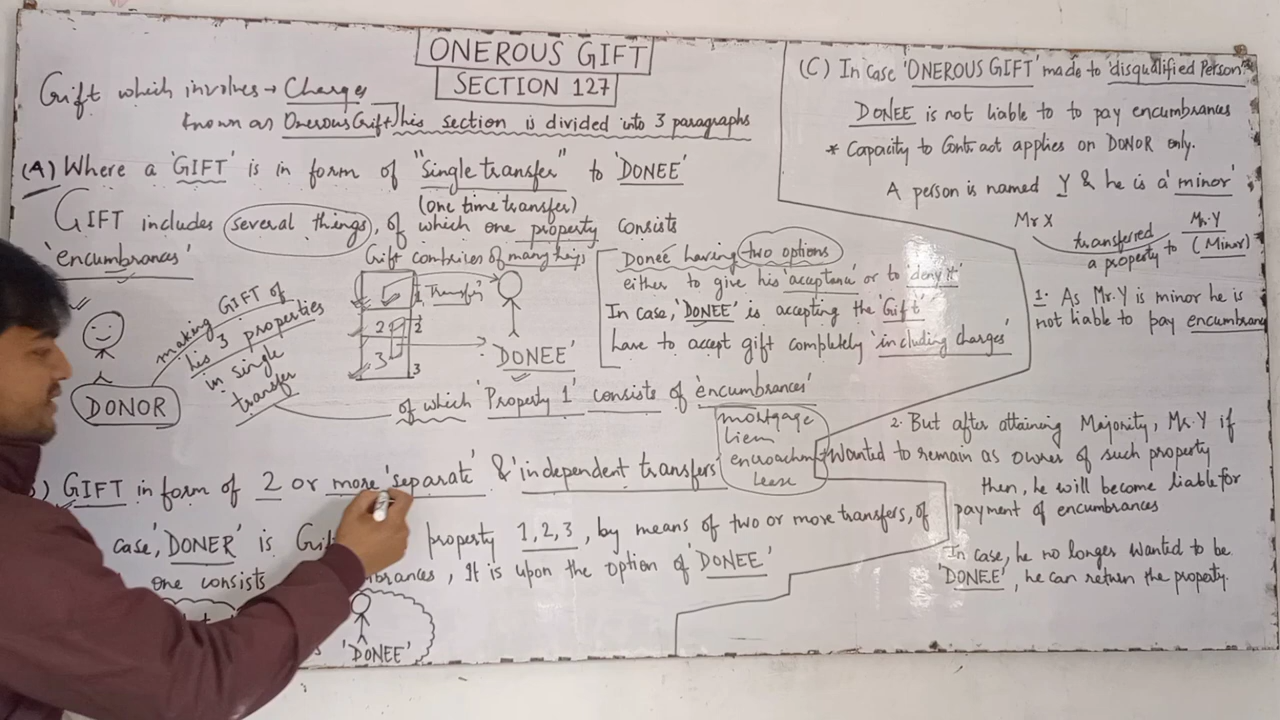 ONEROUS GIFT
SECTION 127
Gift which involves → Charges
known as Onerous Gift
This section is divided into 3 paragraphs
(A) Where a 'GIFT' is in form of "Single transfer" to 'DONEE'
(One time transfer)
GIFT includes several things, of which one property consists
'encumbrances'
Gift comprises of many things
1
2
3
Transfer
1
2
3
DONEE'
DONOR
making GIFT of
his 3 properties
in single
transfer
Donee having two options
either to give his 'acceptance' or to 'deny it'
In case, 'DONEE' is accepting the 'Gift'
have to accept gift completely 'including charges'
of which 'Property 1' consists of 'encumbrances'
mortgage
lien
encroachment
Lease
) GIFT in form of 2 or more 'separate' & 'independent transfers'
case, 'DONER' is property 1, 2, 3, by means of two or more transfers, of
one consists brances, It is upon the option of 'DONEE'
'DONEE'
(C) In Case 'ONEROUS GIFT' made to 'disqualified Person'
DONEE is not liable to to pay encumbrances
* Capacity to Contract applies on DONOR only.
A person is named Y & he is a 'minor'
Mr X
transferred
a property to
Mr. Y
(Minor)
1. As Mr. Y is minor he is
not liable to pay encumbrance
2. But after attaining Majority, Mr. Y if
Wanted to remain as owner of such property
then, he will become liable for
payment of encumbrances
In case, he no longer wanted to be
'DONEE', he can return the property.